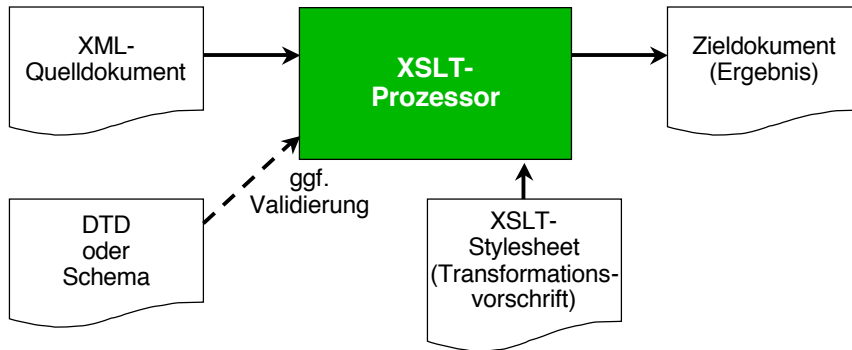 XML-
Quelldokument
XSLT-
Prozessor
Zieldokument
(Ergebnis)
ggf.
Validierung
DTD
oder
Schema
XSLT-
Stylesheet
(Transformations-
vorschrift)